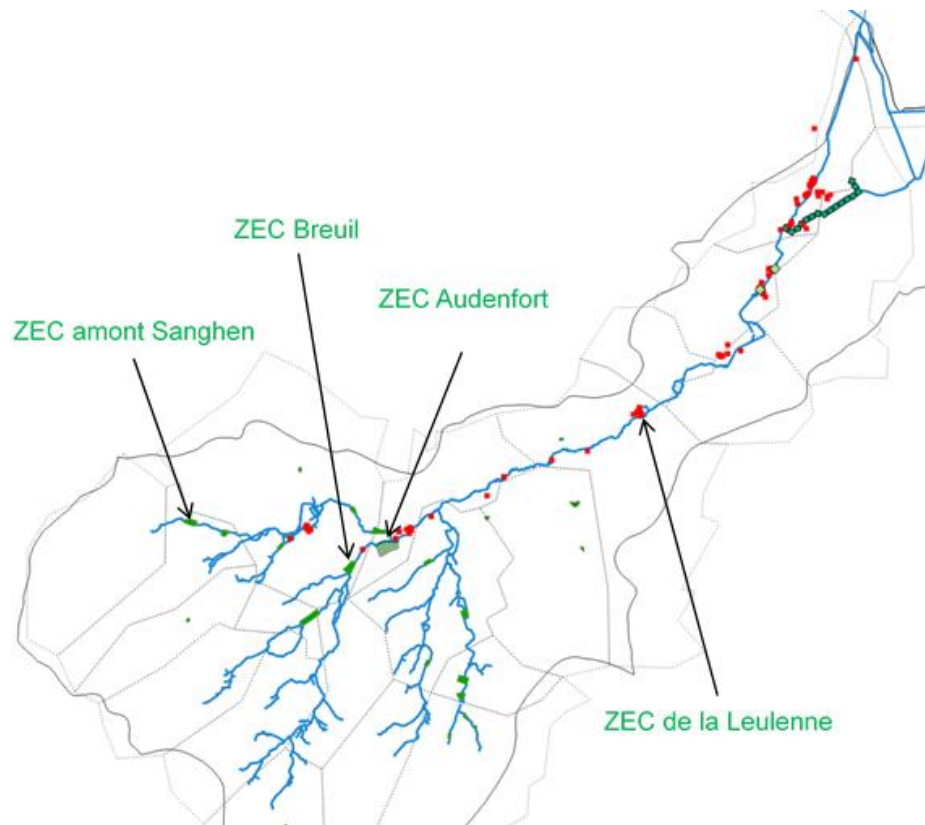 ZEC Breuil
ZEC Audenfort
ZEC amont Sanghen
ZEC de la Leulenne